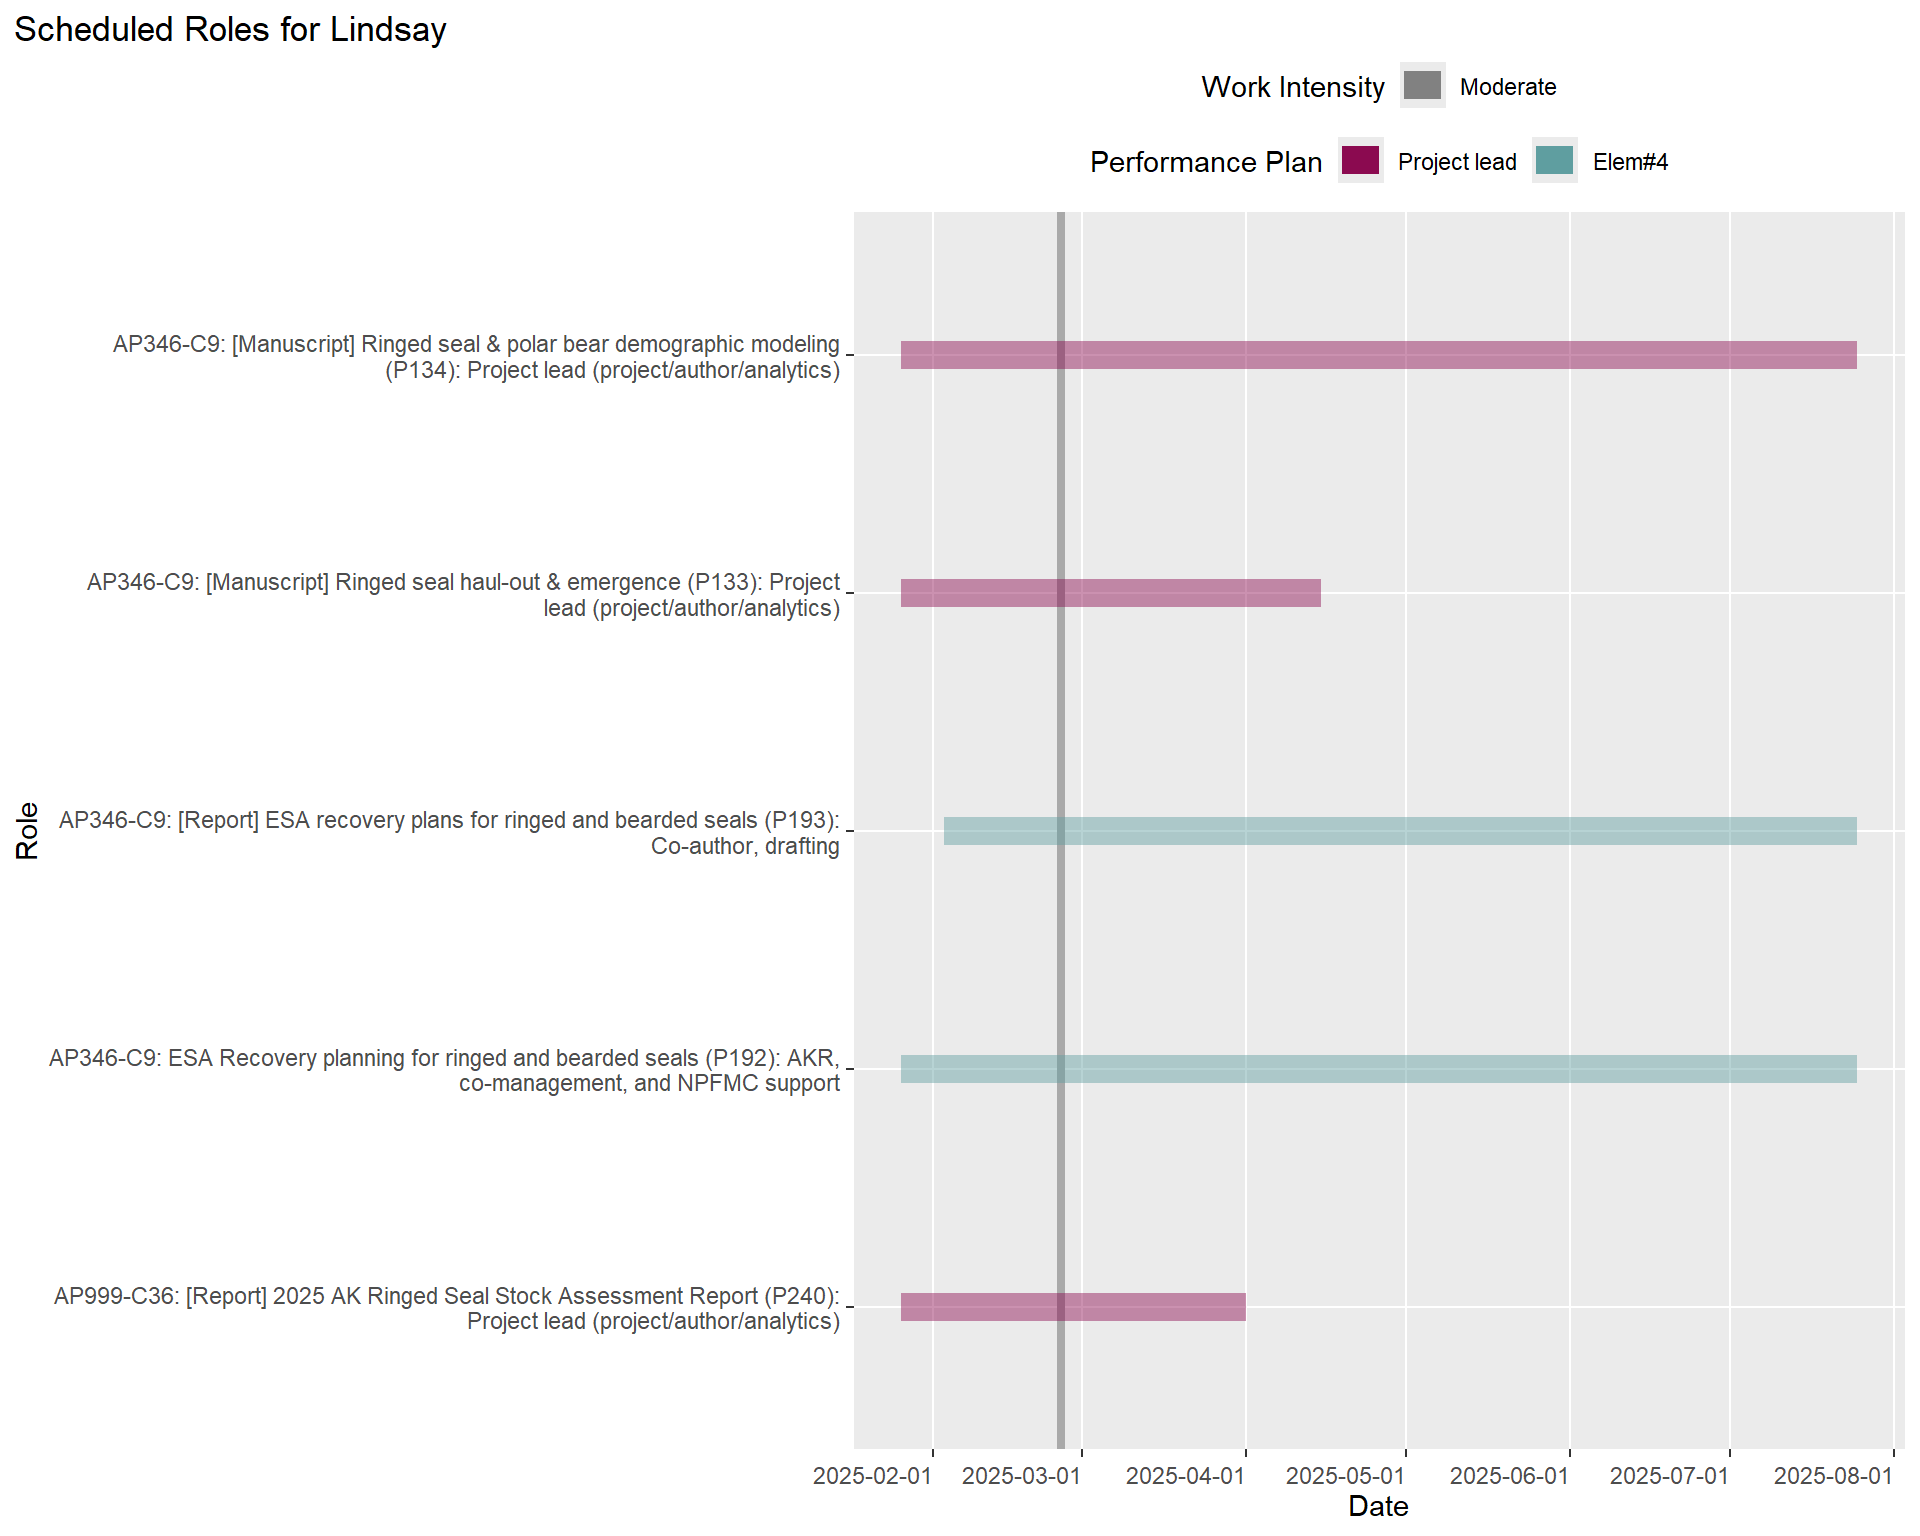 Scheduled Roles for Lindsay
Work Intensity Moderate
Performance Plan Project lead Elem#4
AP346-C9: [Manuscript] Ringed seal & polar bear demographic modeling
(P134): Project lead (project/author/analytics)
AP346-C9: [Manuscript] Ringed seal haul-out & emergence (P133): Project
lead (project/author/analytics)
Role
AP346-C9: [Report] ESA recovery plans for ringed and bearded seals (P193):
Co-author, drafting
AP346-C9: ESA Recovery planning for ringed and bearded seals (P192): AKR,
co-management, and NPFMC support
AP999-C36: [Report] 2025 AK Ringed Seal Stock Assessment Report (P240):
Project lead (project/author/analytics)
2025-02-01 2025-03-01 2025-04-01 2025-05-01 2025-06-01 2025-07-01 2025-08-01
Date